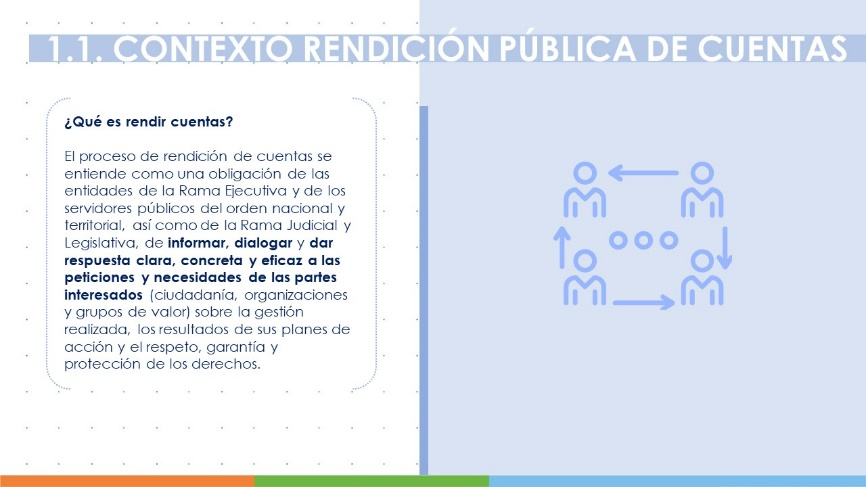 1.1. CONTEXTO RENDICIÓN PÚBLICA DE CUENTAS
¿Qué es rendir cuentas?
El proceso de rendición de cuentas se
entiende como una obligación de las
entidades de la Rama Ejecutiva y de los
servidores públicos del orden nacional y
territorial, así como de la Rama Judicial y
Legislativa, de informar, dialogar y dar
respuesta clara, concreta y eficaz a las
peticiones y necesidades de las partes
interesados (ciudadanía, organizaciones
y grupos de valor) sobre la gestión
realizada, los resultados de sus planes de
acción y el respeto, garantía y
protección de los derechos.